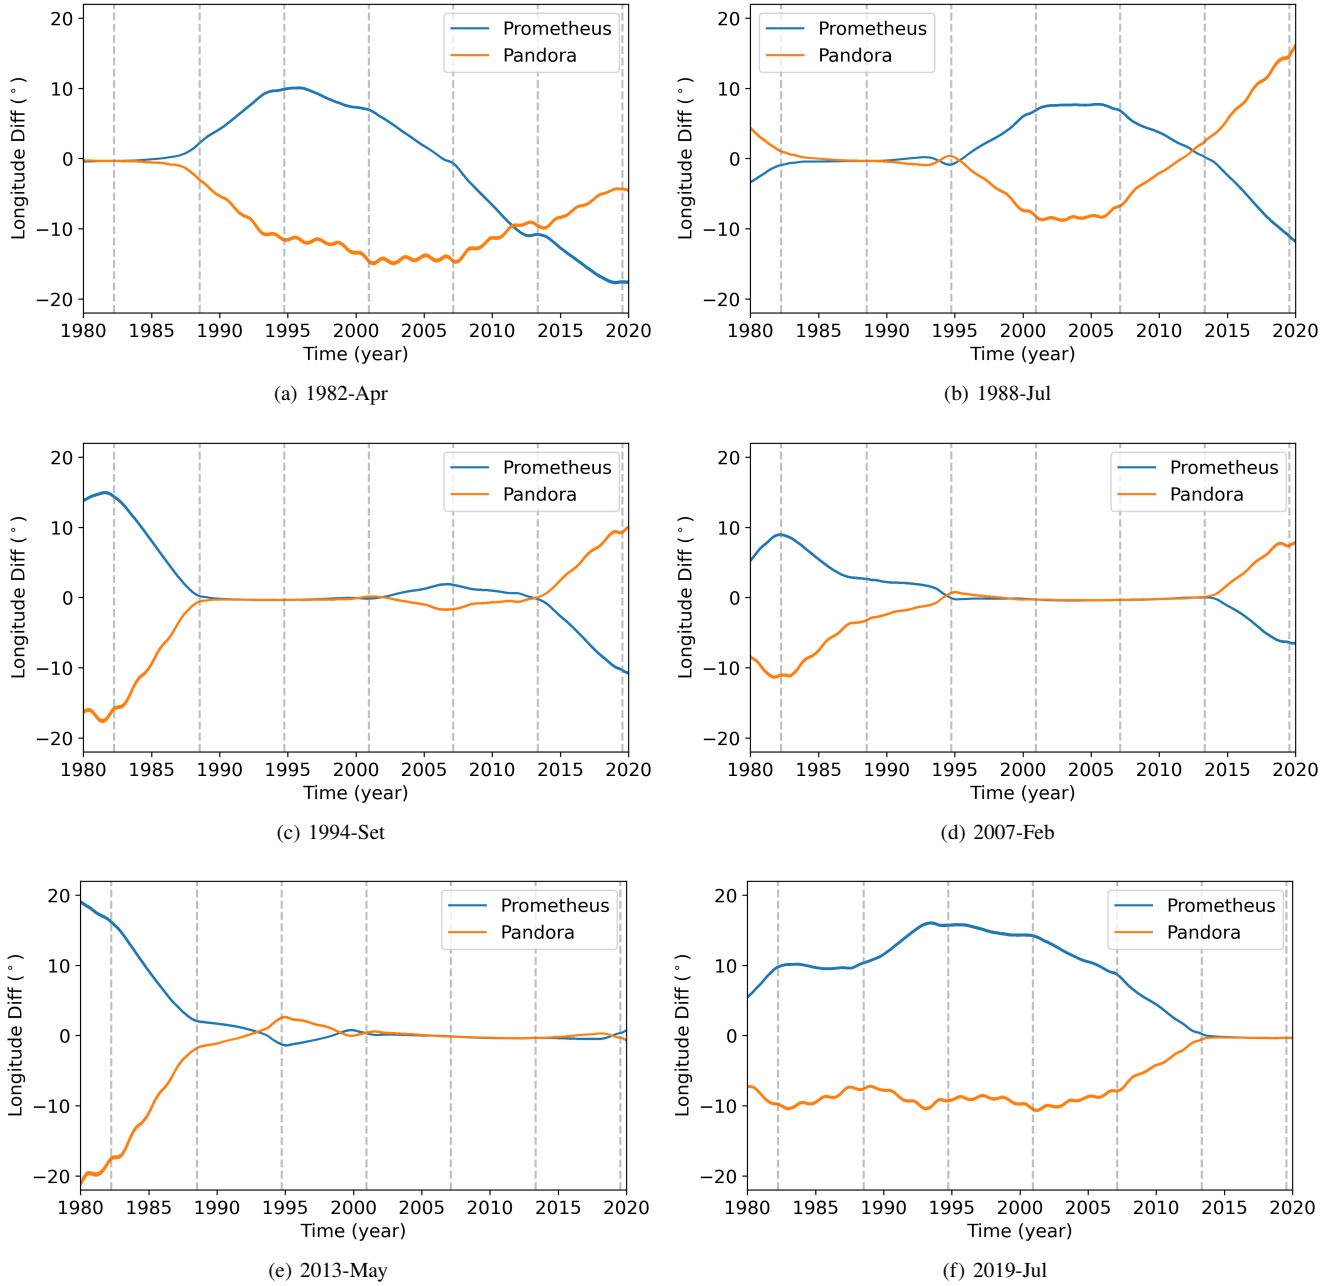 20
10
0
−10
−20
Longitude Diff (°)
Prometheus
Pandora
1980 1985 1990 1995 2000 2005 2010 2015 2020
Time (year)
(a) 1982-Apr
20
10
0
−10
−20
Longitude Diff (°)
Prometheus
Pandora
1980 1985 1990 1995 2000 2005 2010 2015 2020
Time (year)
(b) 1988-Jul
20
10
0
−10
−20
Longitude Diff (°)
Prometheus
Pandora
1980 1985 1990 1995 2000 2005 2010 2015 2020
Time (year)
(c) 1994-Set
20
10
0
−10
−20
Longitude Diff (°)
Prometheus
Pandora
1980 1985 1990 1995 2000 2005 2010 2015 2020
Time (year)
(d) 2007-Feb
20
10
0
−10
−20
Longitude Diff (°)
Prometheus
Pandora
1980 1985 1990 1995 2000 2005 2010 2015 2020
Time (year)
(e) 2013-May
20
10
0
−10
−20
Longitude Diff (°)
Prometheus
Pandora
1980 1985 1990 1995 2000 2005 2010 2015 2020
Time (year)
(f) 2019-Jul